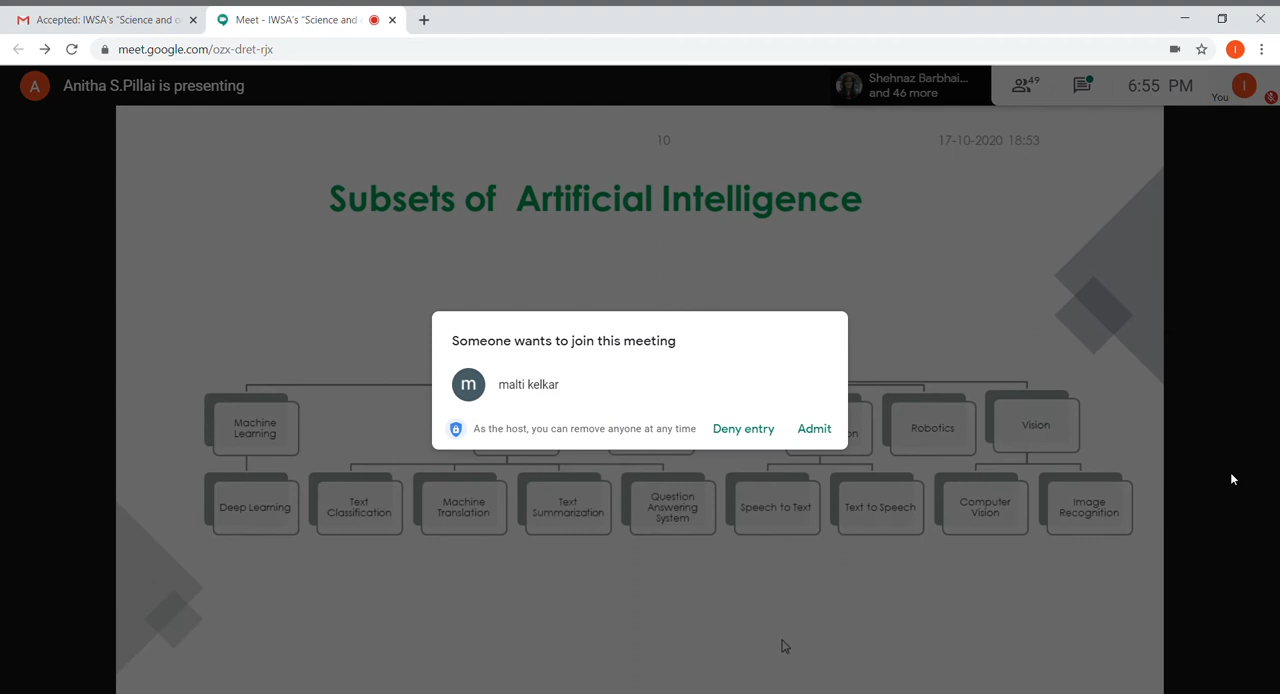 Accepted: IWSA's "Science and
Meet - IWSA's "Science and
meet.google.com/ozx-dret-rjx
I
A
Anitha S.Pillai is presenting
Shehnaz Barbhai...
and 46 more
49
6:55 PM
You
I
10
17-10-2020 18:53
Subsets of Artificial Intelligence
Someone wants to join this meeting
m
malti kelkar
As the host, you can remove anyone at any time
Deny entry
Admit
Machine
Learning
Robotics
Vision
Deep Learning
Text
Classification
Machine
Translation
Text
Summarization
Question
Answering
System
Speech to Text
Text to Speech
Computer
Vision
Image
Recognition